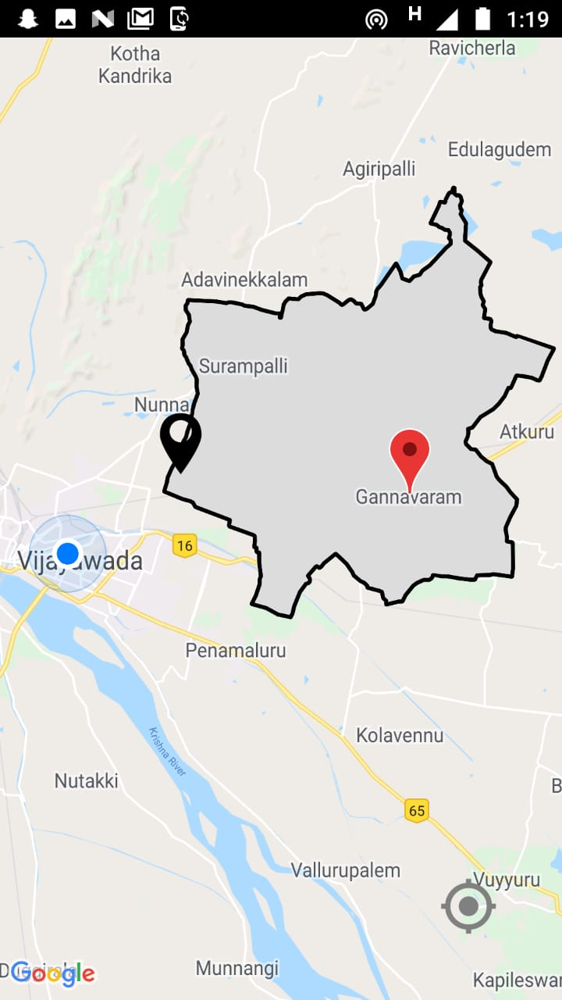 H
1:19
Ravicherla
Kotha
Kandrika
Edulagudem
Agiripalli
Adavinekkalam
Surampalli
Nunna
Atkuru
Gannavaram
16
Vijayawada
Penamaluru
Kolavennu
Krishna River
Nutakki
B
65
Vallurupalem
Vuyyuru
Google
Munnangi
Kapileswar